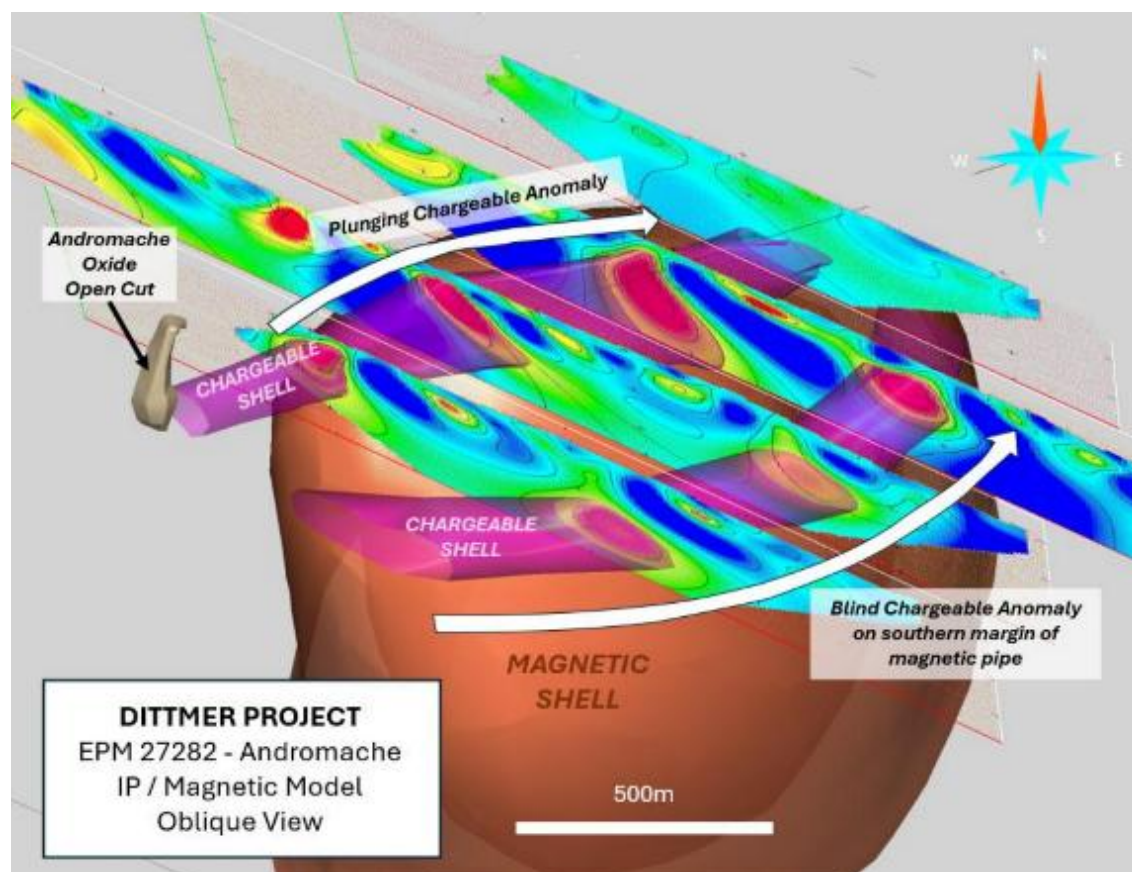 N
W
E
S
Plunging Chargeable Anomaly
Andromache
Oxide
Open Cut
CHARGEABLE
SHELL
CHARGEABLE
SHELL
Blind Chargeable Anomaly
on southern margin of
magnetic pipe
MAGNETIC
SHELL
DITTMER PROJECT
EPM 27282 - Andromache
IP / Magnetic Model
Oblique View
500m